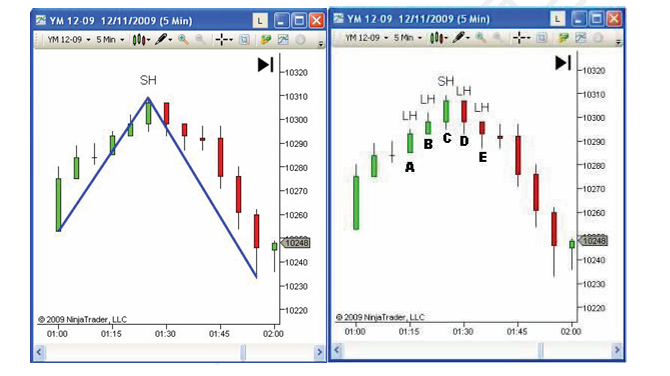 YM 12-09 12/11/2009 (5 Min)
L
YM 12-09
5 Min
SH
10320
10310
10300
10290
10280
10270
10260
10248
10240
10230
10220
© 2009 NinjaTrader, LLC
01:00
01:15
01:30
01:45
02:00
YM 12-09 12/11/2009 (5 Min)
L
YM 12-09
5 Min
SH
LH
LH
LH
LH
A
B
C
D
E
10320
10310
10300
10290
10280
10270
10260
10248
10240
10230
10220
© 2009 NinjaTrader, LLC
01:00
01:15
01:30
01:45
02:00